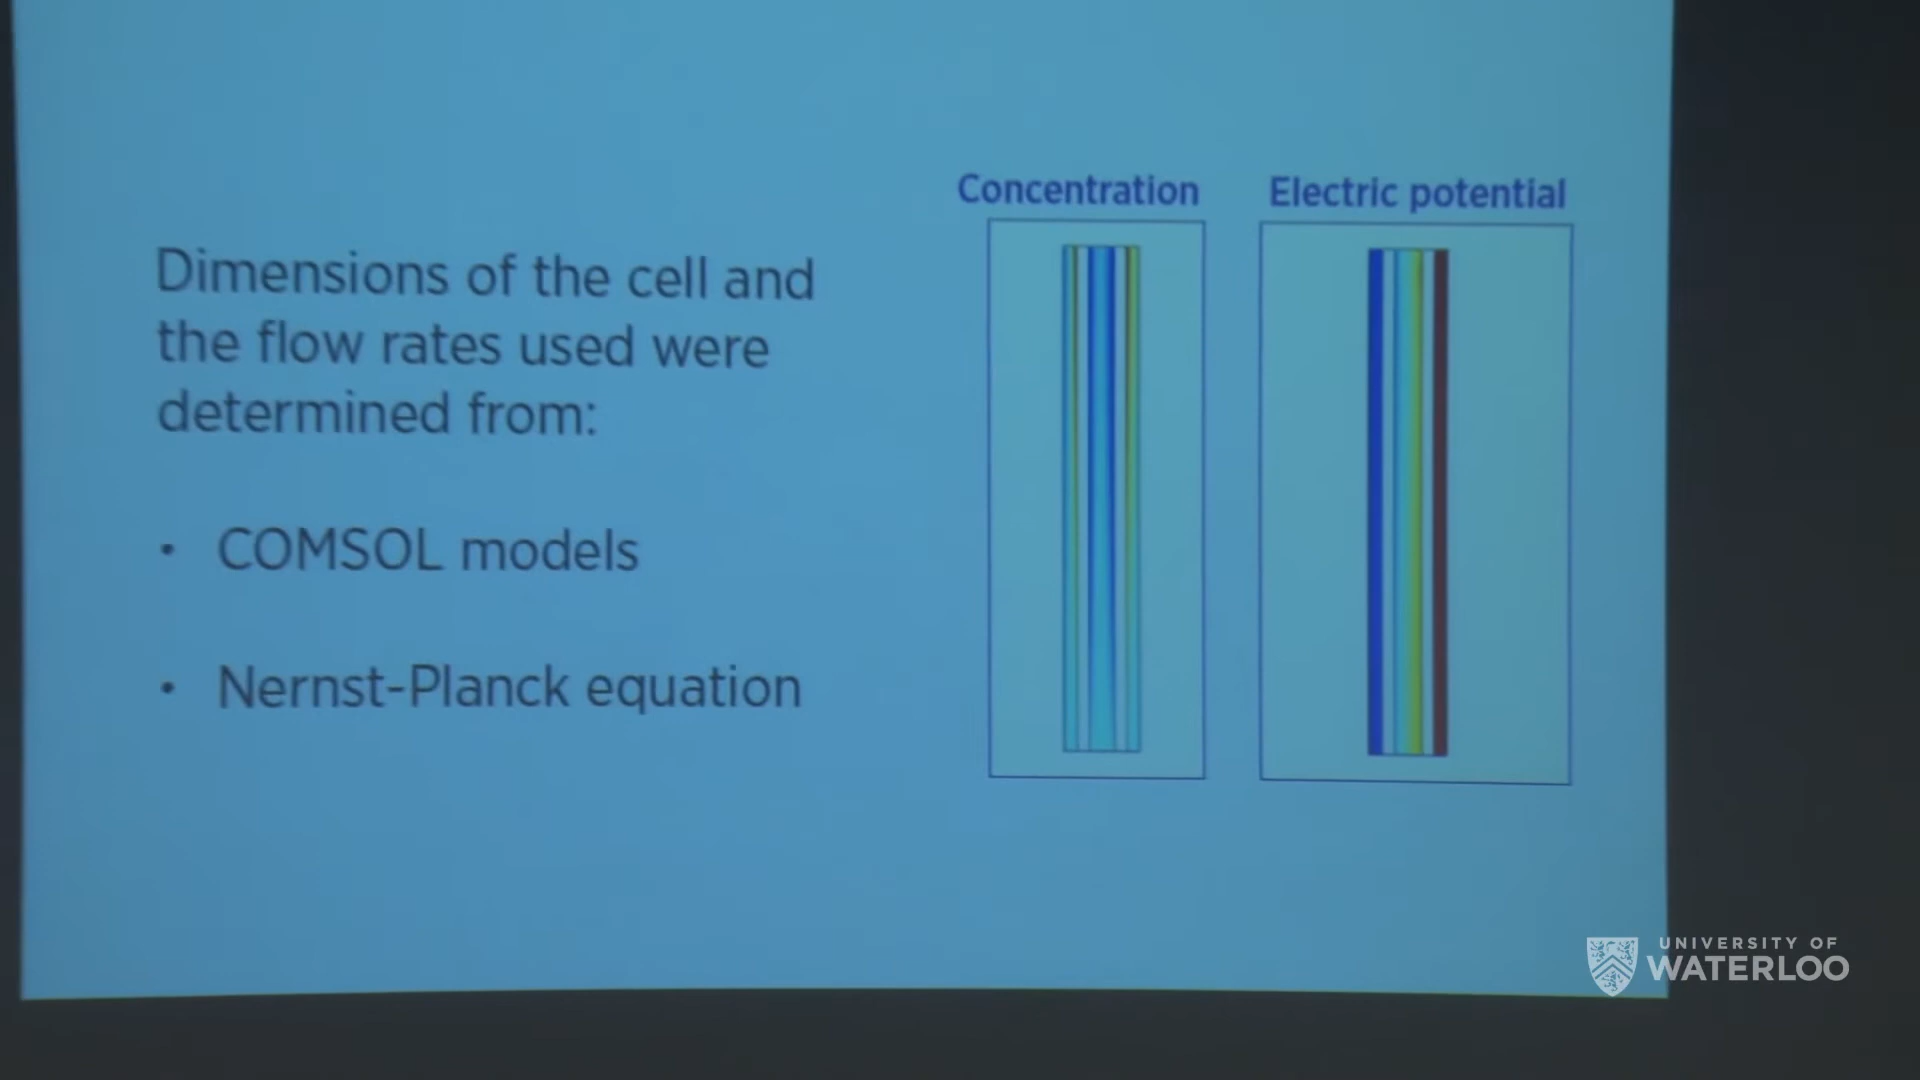 Concentration
Electric potential
Dimensions of the cell and
the flow rates used were
determined from:
• COMSOL models
• Nernst-Planck equation
UNIVERSITY OF
WATERLOO